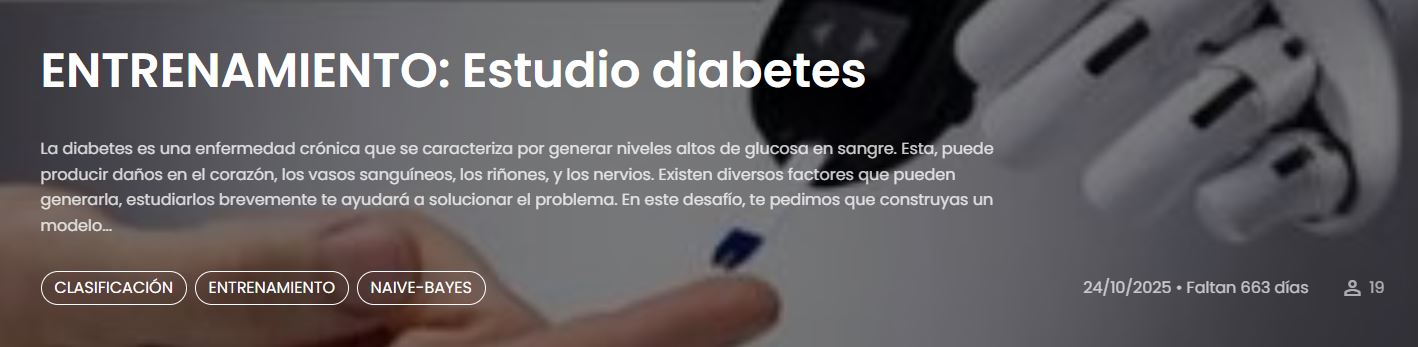 ENTRENAMIENTO: Estudio diabetes
La diabetes es una enfermedad crónica que se caracteriza por generar niveles altos de glucosa en sangre. Esta, puede
producir daños en el corazón, los vasos sanguíneos, los riñones, y los nervios. Existen diversos factores que pueden
generarla, estudiarlos brevemente te ayudará a solucionar el problema. En este desafío, te pedimos que construyas un
modelo...
CLASIFICACIÓN ENTRENAMIENTO NAIVE-BAYES 24/10/2025 • Faltan 663 días 19